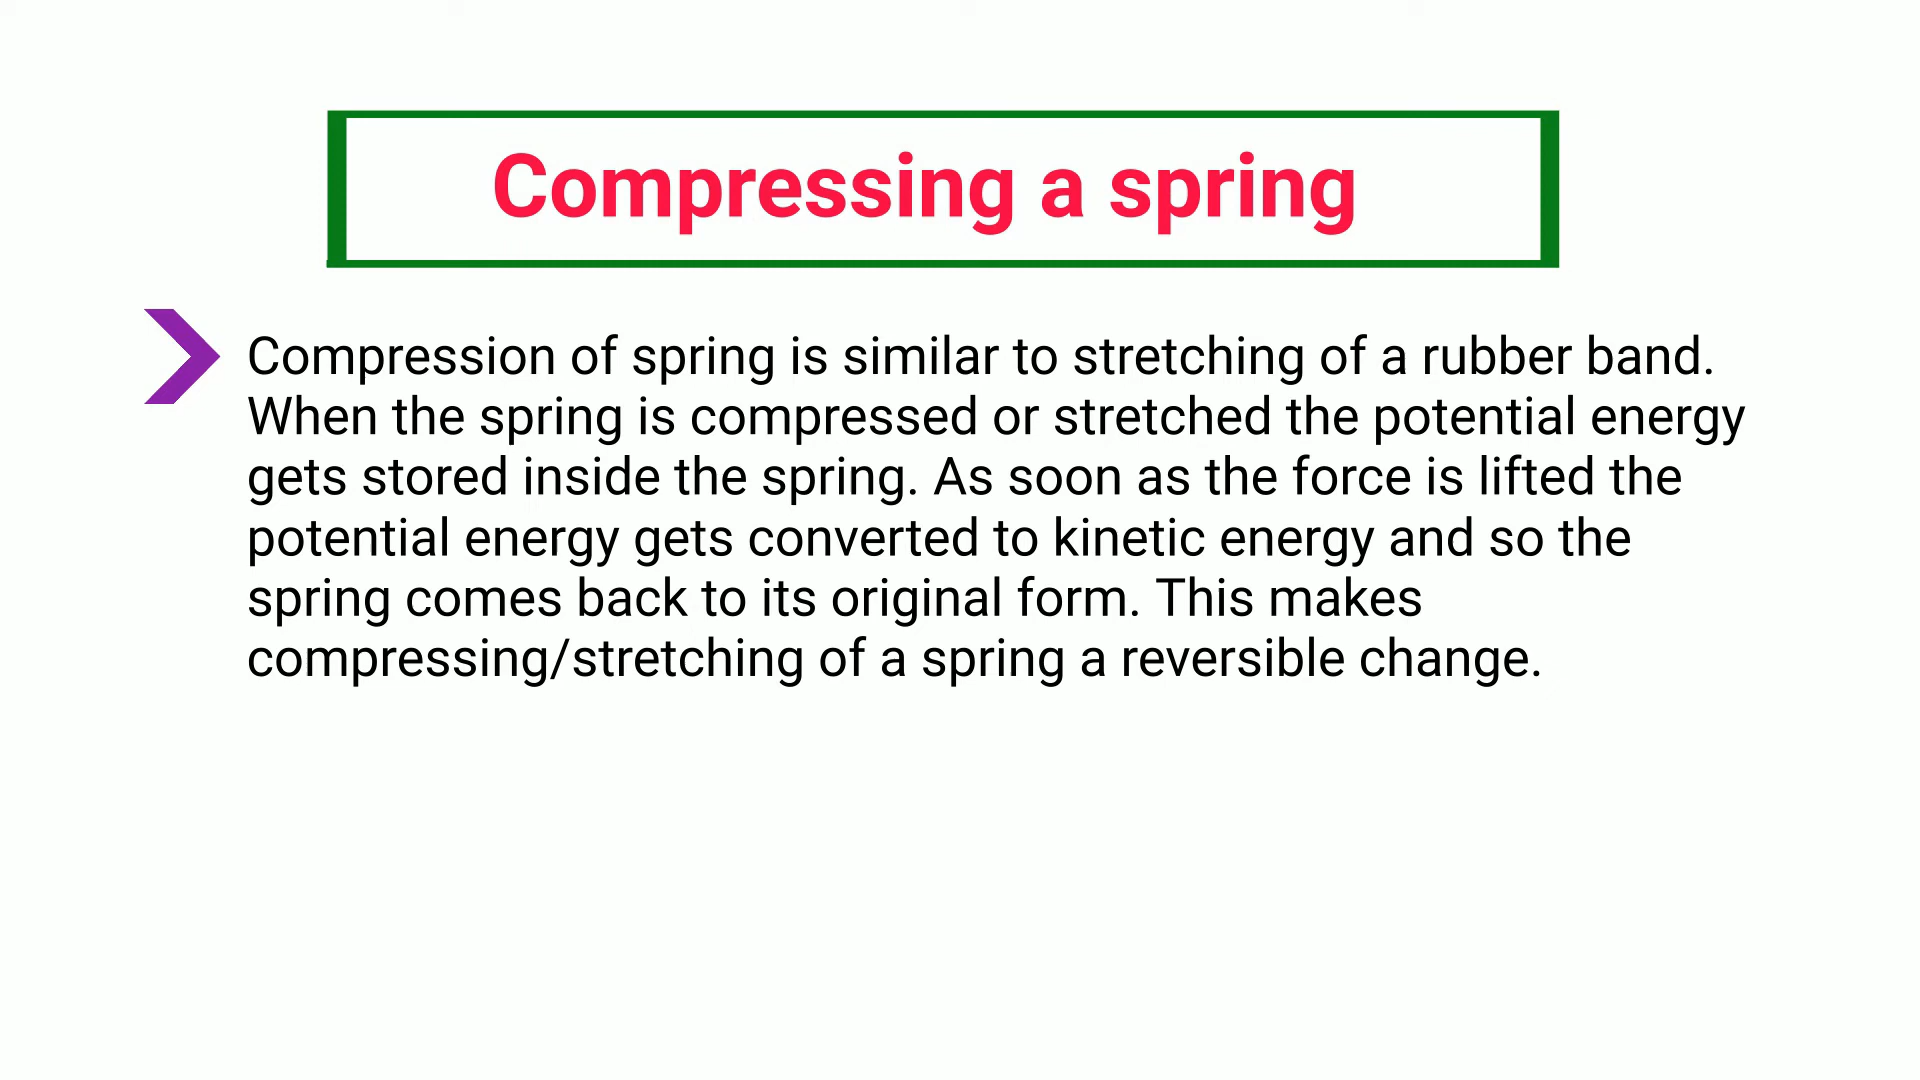 Compressing a spring
Compression of spring is similar to stretching of a rubber band.
When the spring is compressed or stretched the potential energy
gets stored inside the spring. As soon as the force is lifted the
potential energy gets converted to kinetic energy and so the
spring comes back to its original form. This makes
compressing/stretching of a spring a reversible change.